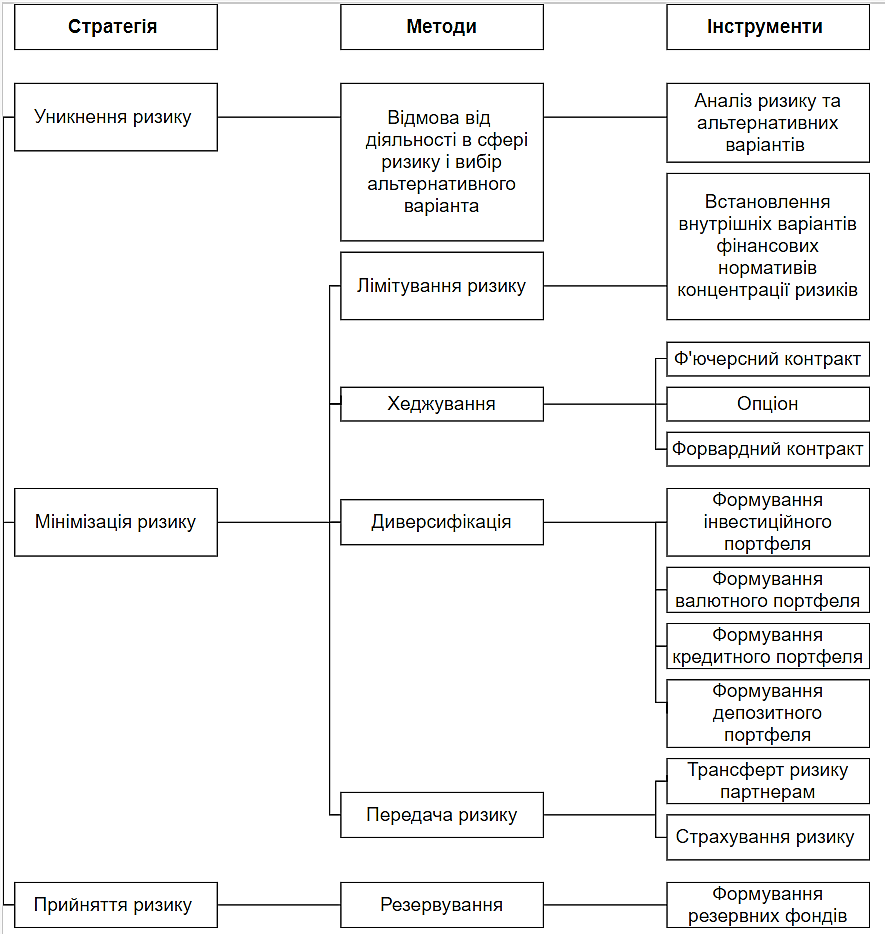 Стратегія
Методи
Інструменти
Уникнення ризику
Відмова від
діяльності в сфері
ризику і вибір
альтернативного
варіанта
Аналіз ризику та
альтернативних
варіантів
Встановлення
внутрішніх варіантів
фінансових
нормативів
концентрації ризиків
Лімітування ризику
Хеджування
Ф'ючерсний контракт
Опціон
Форвардний контракт
Мінімізація ризику
Диверсифікація
Формування
інвестиційного
портфеля
Формування
валютного портфеля
Формування
кредитного портфеля
Формування
депозитного
портфеля
Передача ризику
Трансферт ризику
партнерам
Страхування ризику
Прийняття ризику
Резервування
Формування
резервних фондів